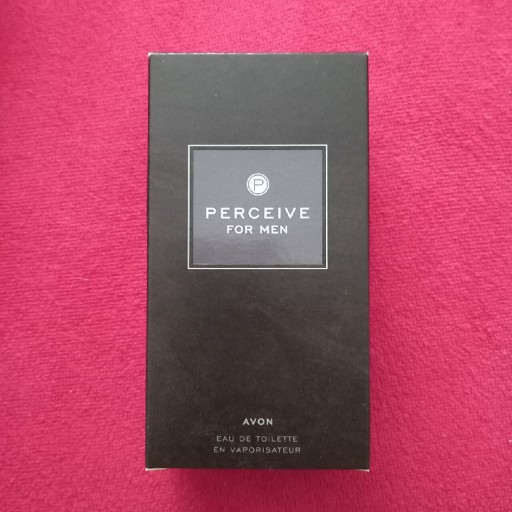 P
PERCEIVE
FOR MEN
AVON
EAU DE TOILETTE
EN VAPORISATEUR